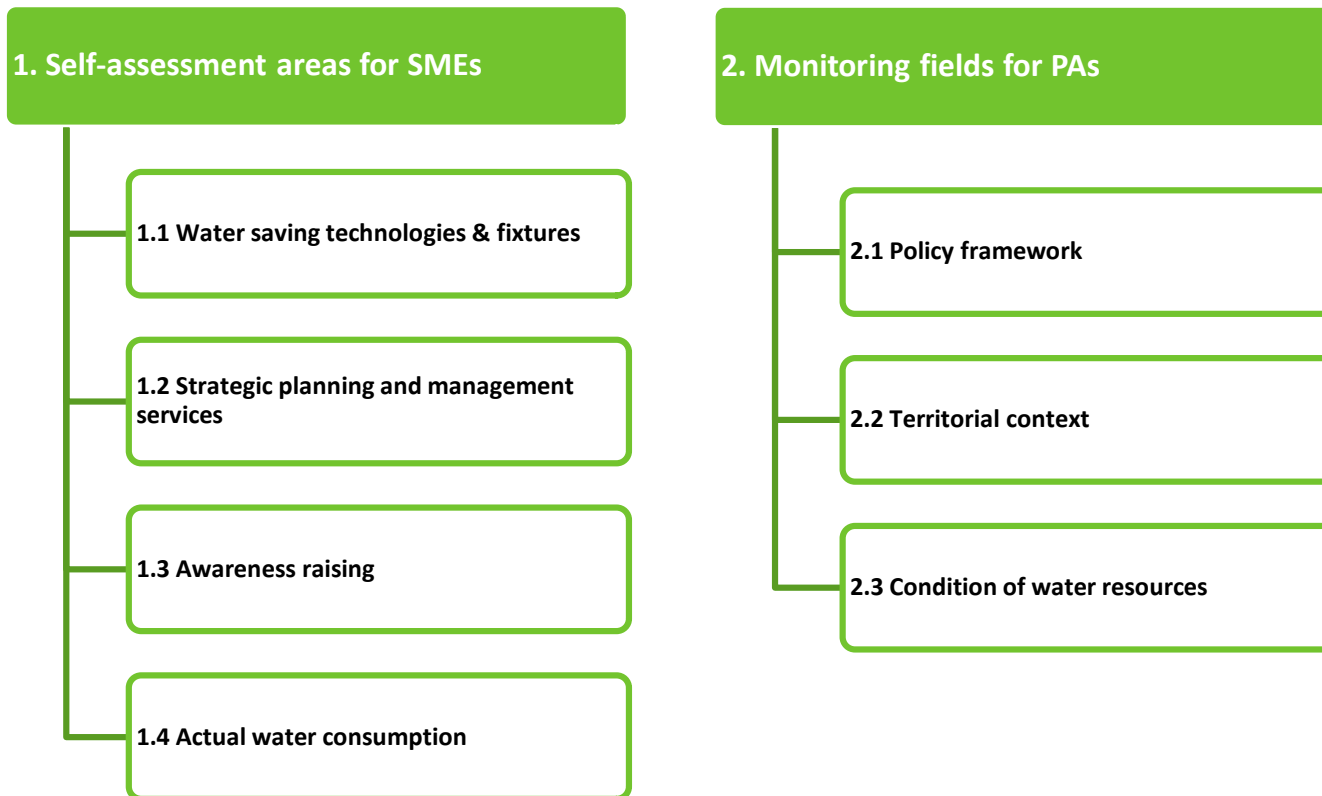 1. Self-assessment areas for SMEs
1.1 Water saving technologies & fixtures
1.2 Strategic planning and management
services
1.3 Awareness raising
1.4 Actual water consumption
2. Monitoring fields for PAs
2.1 Policy framework
2.2 Territorial context
2.3 Condition of water resources